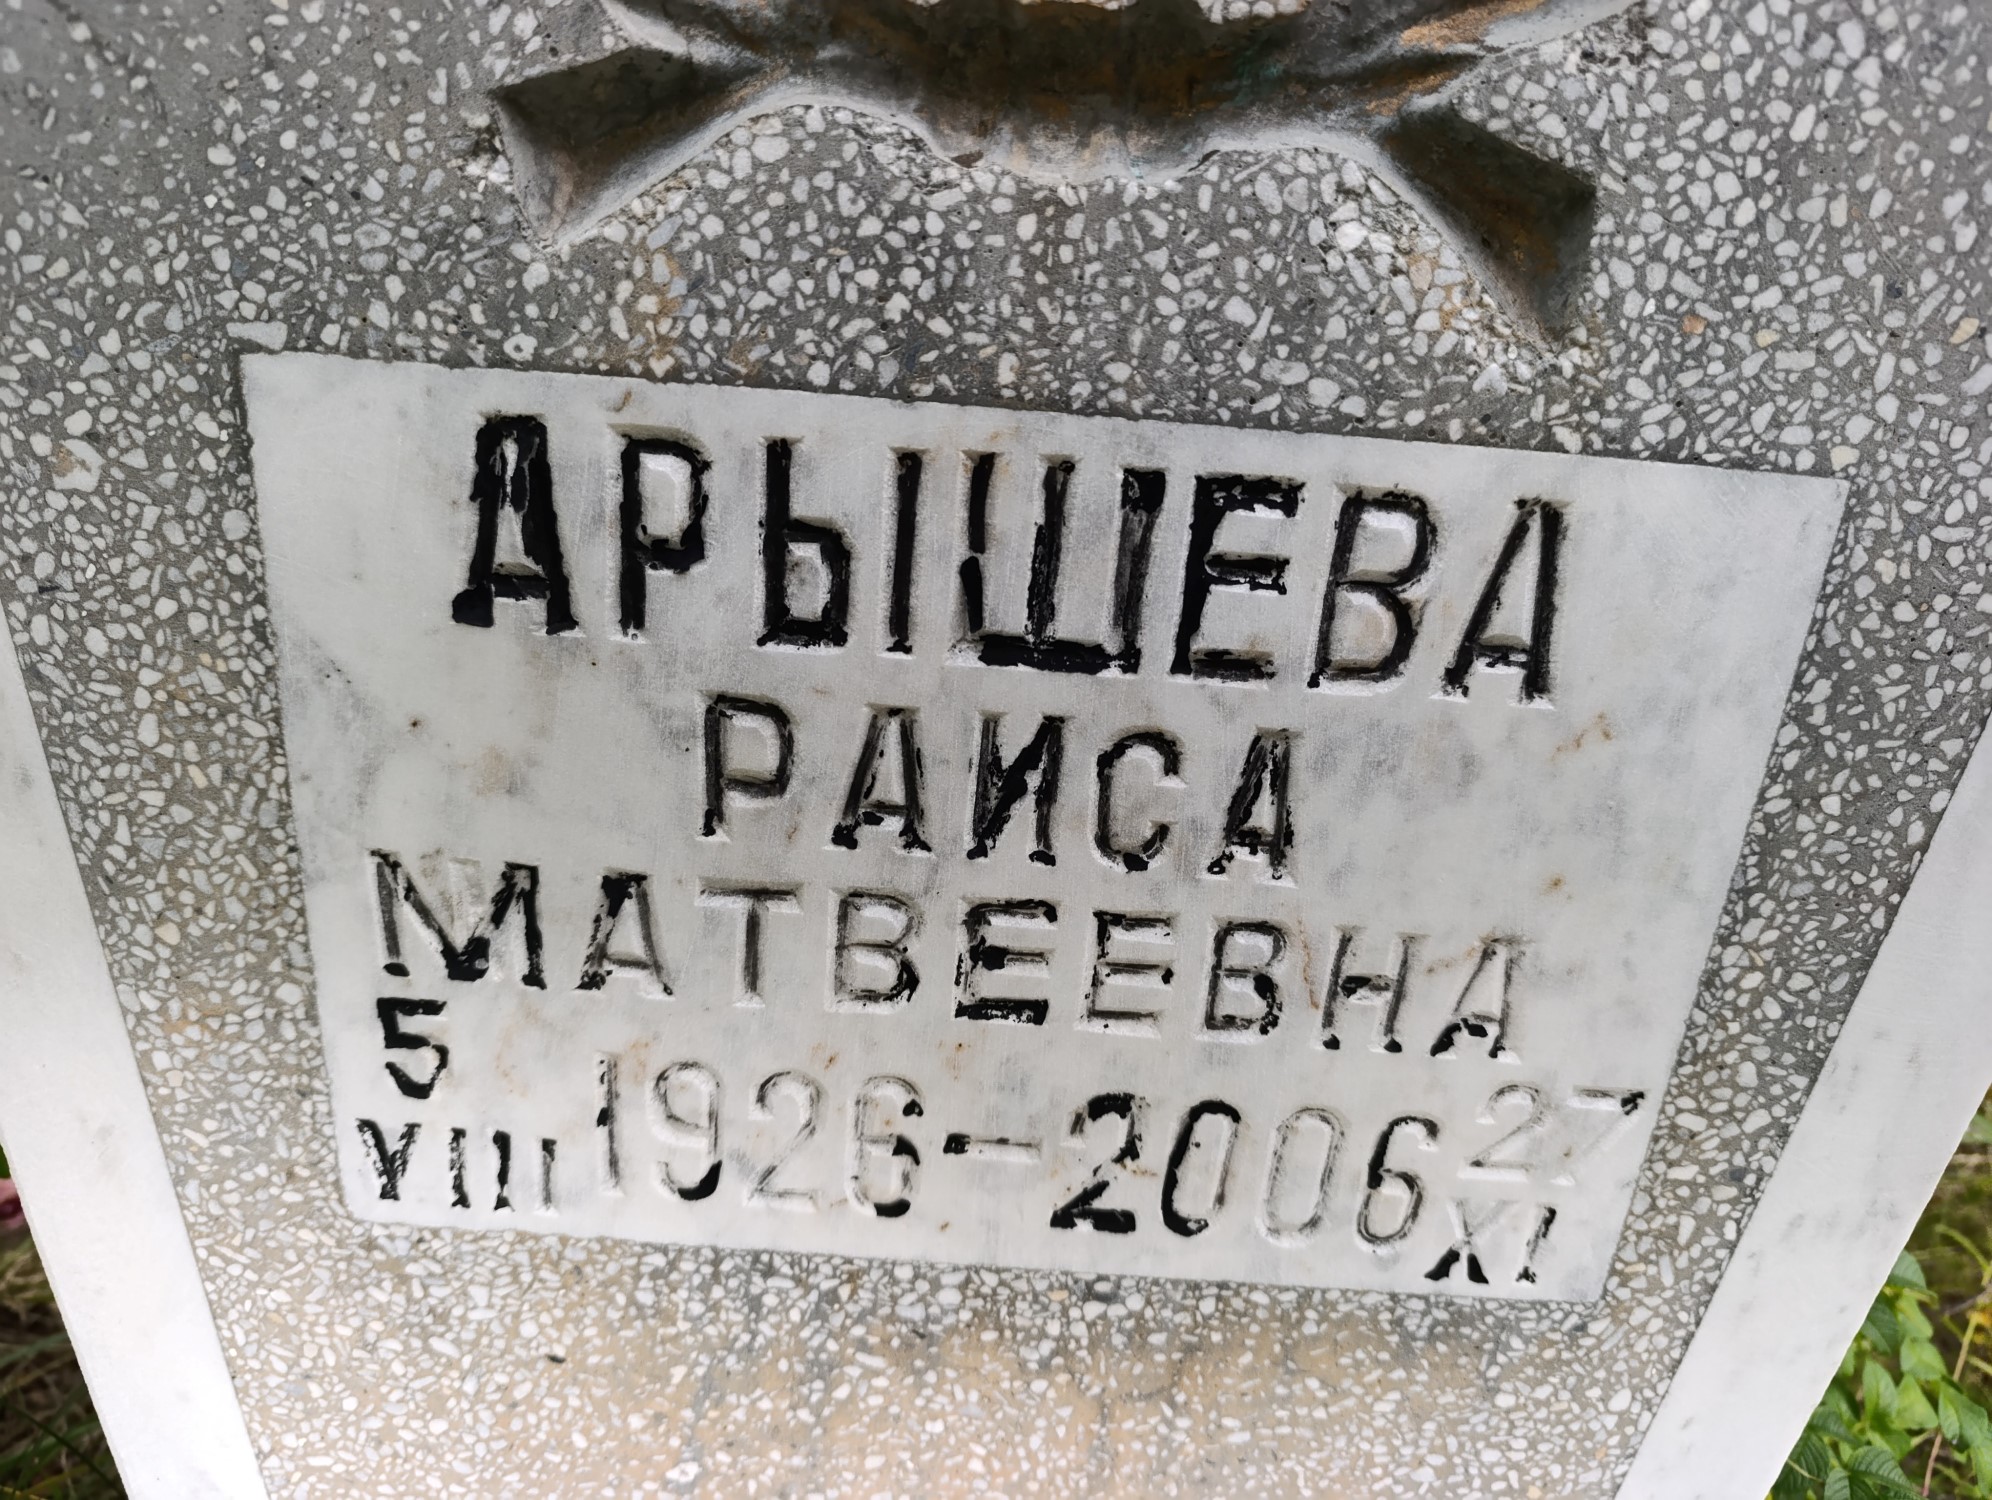 АРЫШЕВА
РАИСА
МАТВЕЕВНА
5 VIII 1926-2006 27 XI